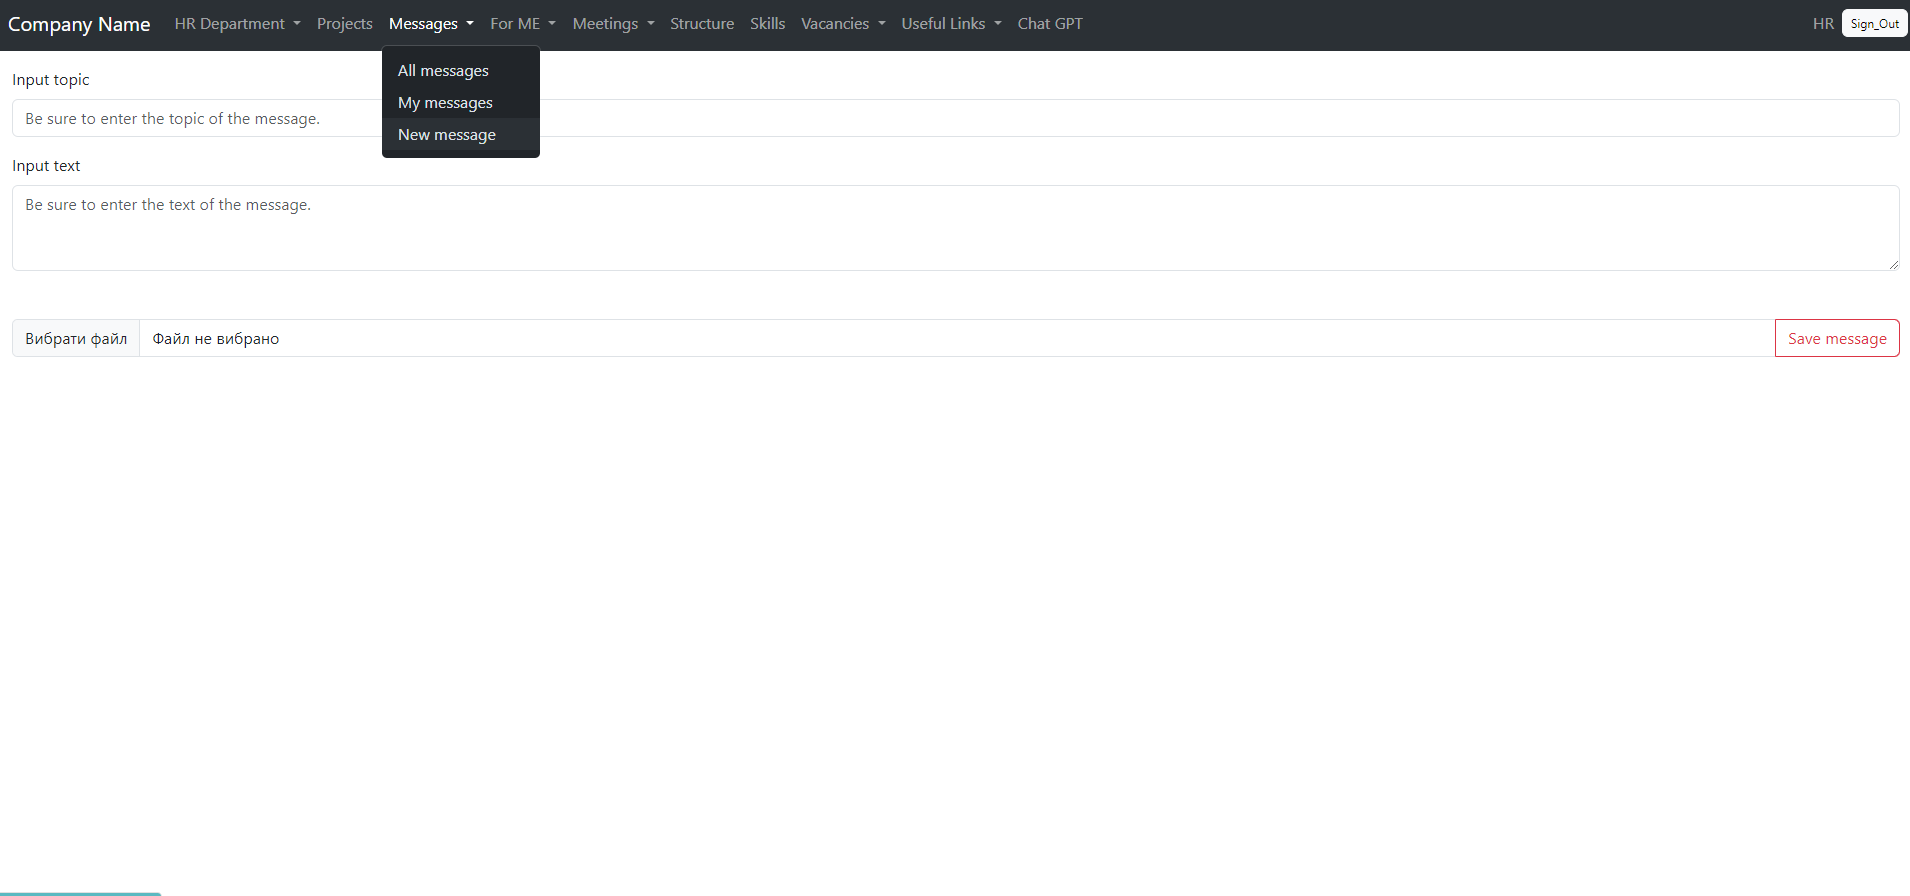 Company Name HR Department Projects Messages For ME Meetings Structure Skills Vacancies Useful Links Chat GPT HR Sign_Out
All messages
My messages
New message
Input topic
Be sure to enter the topic of the message.
Input text
Be sure to enter the text of the message.
Вибрати файл Файл не вибрано Save message